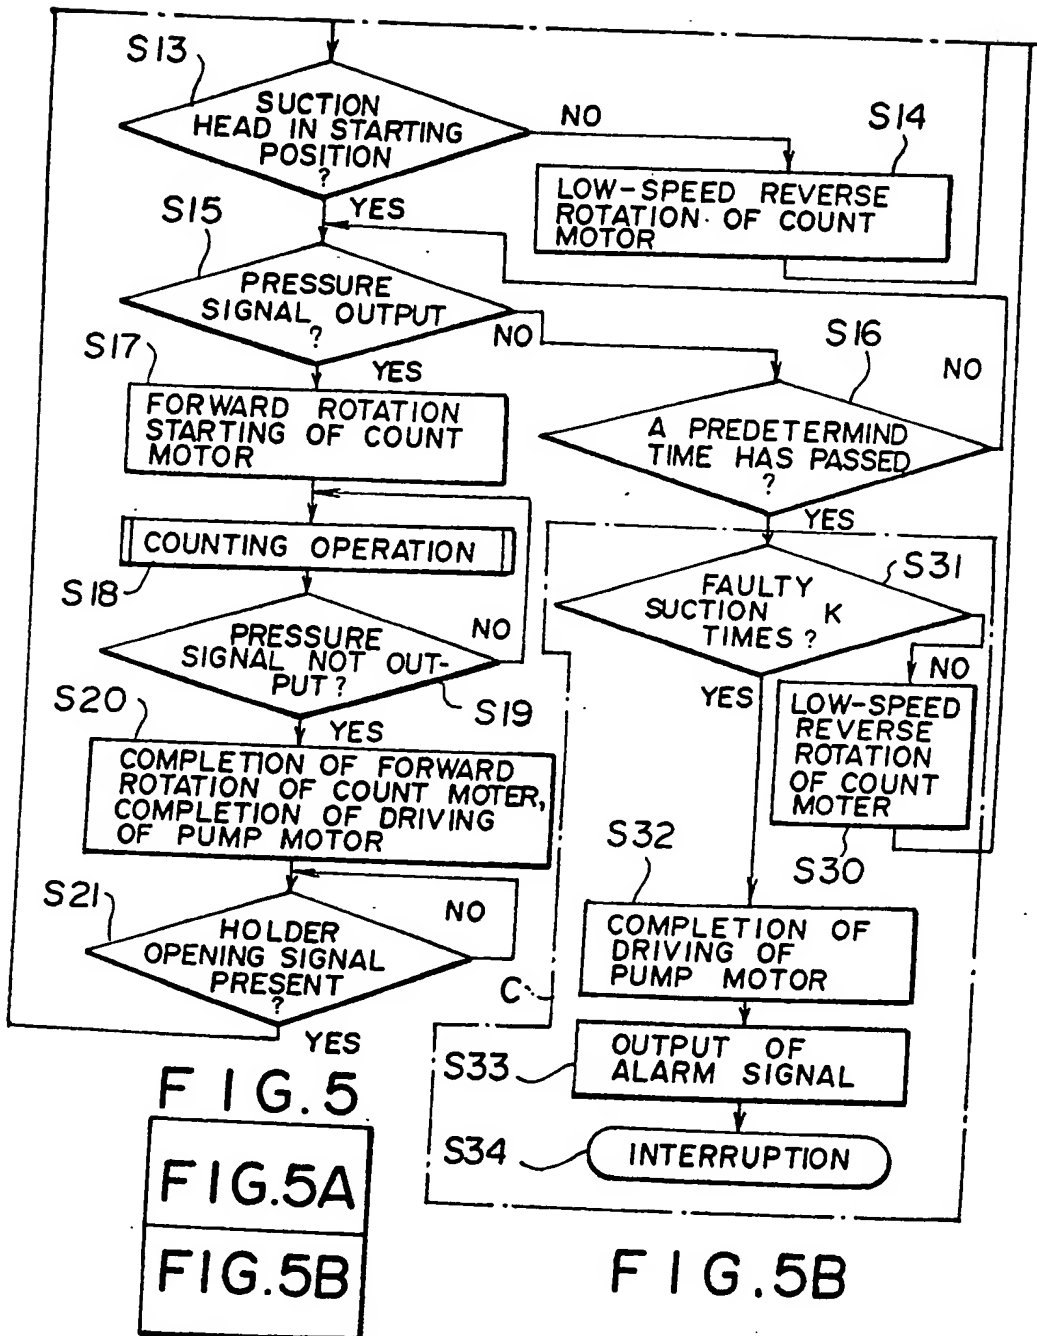 S13
SUCTION
HEAD IN STARTING
POSITION
?
NO
YES
S14
LOW-SPEED REVERSE
ROTATION OF COUNT
MOTOR
S15
PRESSURE
SIGNAL OUTPUT
?
NO
YES
S16
A PREDETERMIND
TIME HAS PASSED
?
NO
YES
S17
FORWARD ROTATION
STARTING OF COUNT
MOTOR
COUNTING OPERATION
S18
PRESSURE
SIGNAL NOT OUT-
PUT?
NO
S19
YES
S20
COMPLETION OF FORWARD
ROTATION OF COUNT MOTER,
COMPLETION OF DRIVING
OF PUMP MOTOR
S21
HOLDER
OPENING SIGNAL
PRESENT
?
NO
YES
S31
FAULTY
SUCTION K
TIMES?
NO
YES
LOW-SPEED
REVERSE
ROTATION
OF COUNT
MOTER
S30
S32
COMPLETION OF
DRIVING OF
PUMP MOTOR
C
S33
OUTPUT OF
ALARM SIGNAL
S34
INTERRUPTION
FIG.5
FIG.5A
FIG.5B
FIG.5B